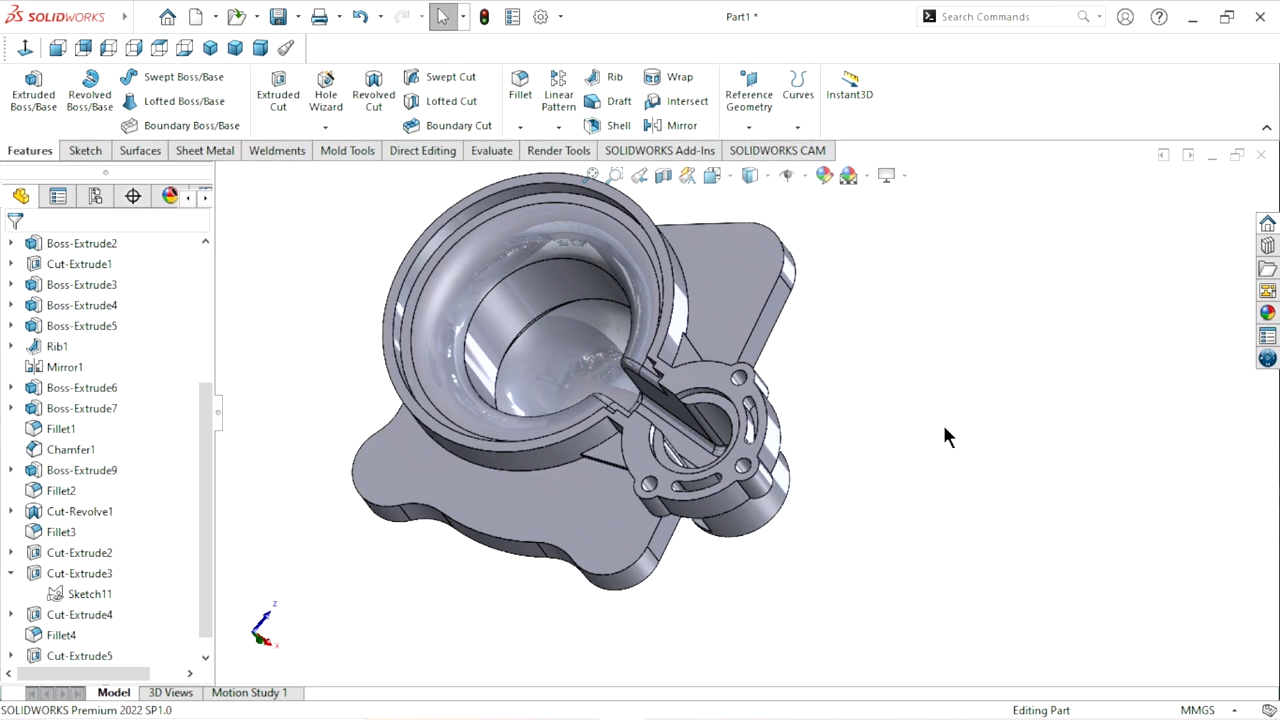 SOLIDWORKS
Part1 *
Search Commands
Extruded Boss/Base
Revolved Boss/Base
Swept Boss/Base
Lofted Boss/Base
Boundary Boss/Base
Extruded Cut
Hole Wizard
Revolved Cut
Swept Cut
Lofted Cut
Boundary Cut
Fillet
Linear Pattern
Rib
Draft
Shell
Wrap
Intersect
Mirror
Reference Geometry
Curves
Instant3D
Features
Sketch
Surfaces
Sheet Metal
Weldments
Mold Tools
Direct Editing
Evaluate
Render Tools
SOLIDWORKS Add-Ins
SOLIDWORKS CAM
Boss-Extrude2
Cut-Extrude1
Boss-Extrude3
Boss-Extrude4
Boss-Extrude5
Rib1
Mirror1
Boss-Extrude6
Boss-Extrude7
Fillet1
Chamfer1
Boss-Extrude9
Fillet2
Cut-Revolve1
Fillet3
Cut-Extrude2
Cut-Extrude3
Sketch11
Cut-Extrude4
Fillet4
Cut-Extrude5
z
x
Model
3D Views
Motion Study 1
SOLIDWORKS Premium 2022 SP1.0
Editing Part
MMGS